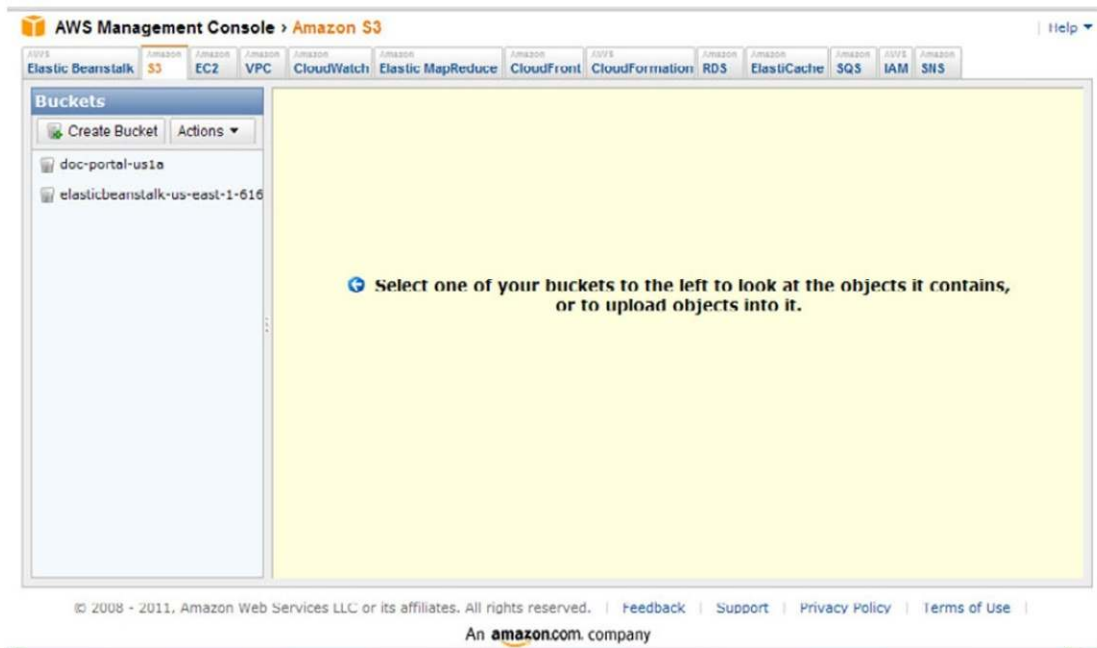 AWS Management Console > Amazon S3
Help
AWS Elastic Beanstalk
Amazon S3
Amazon EC2
Amazon VPC
Amazon CloudWatch
Amazon Elastic MapReduce
Amazon CloudFront
AWS CloudFormation
Amazon RDS
Amazon ElastiCache
Amazon SQS
AWS IAM
Amazon SNS
Buckets
Create Bucket
Actions
doc-portal-us1a
elasticbeanstalk-us-east-1-616
Select one of your buckets to the left to look at the objects it contains,
or to upload objects into it.
© 2008 - 2011, Amazon Web Services LLC or its affiliates. All rights reserved. | Feedback | Support | Privacy Policy | Terms of Use |
An amazon.com. company